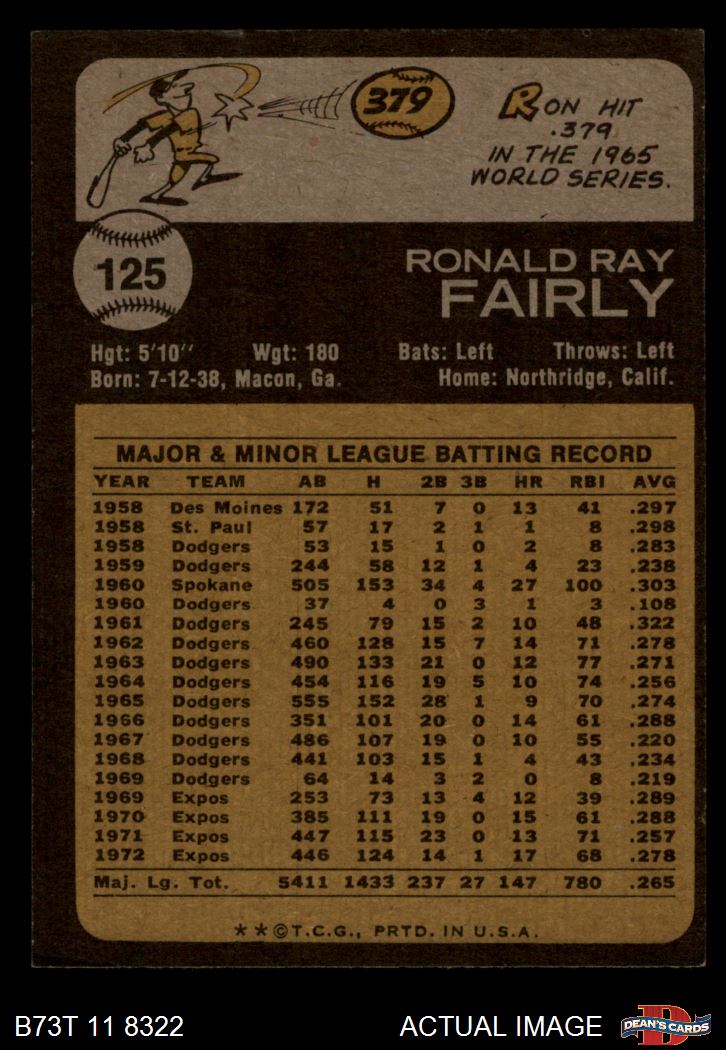 379
RON HIT
.379
IN THE 1965
WORLD SERIES.
125
RONALD RAY
FAIRLY
Hgt: 5'10'' Wgt: 180 Bats: Left Throws: Left
Born: 7-12-38, Macon, Ga. Home: Northridge, Calif.
MAJOR & MINOR LEAGUE BATTING RECORD
YEAR TEAM AB H 2B 3B HR RBI AVG
1958 Des Moines 172 51 7 0 13 41 .297
1958 St. Paul 57 17 2 1 1 8 .298
1958 Dodgers 53 15 1 0 2 8 .283
1959 Dodgers 244 58 12 1 4 23 .238
1960 Spokane 505 153 34 4 27 100 .303
1960 Dodgers 37 4 0 3 1 3 .108
1961 Dodgers 245 79 15 2 10 48 .322
1962 Dodgers 460 128 15 7 14 71 .278
1963 Dodgers 490 133 21 0 12 77 .271
1964 Dodgers 454 116 19 5 10 74 .256
1965 Dodgers 555 152 28 1 9 70 .274
1966 Dodgers 351 101 20 0 14 61 .288
1967 Dodgers 486 107 19 0 10 55 .220
1968 Dodgers 441 103 15 1 4 43 .234
1969 Dodgers 64 14 3 2 0 8 .219
1969 Expos 253 73 13 4 12 39 .289
1970 Expos 385 111 19 0 15 61 .288
1971 Expos 447 115 23 0 13 71 .257
1972 Expos 446 124 14 1 17 68 .278
Maj. Lg. Tot. 5411 1433 237 27 147 780 .265
**©T.C.G., PRTD. IN U.S.A.
B73T 11 8322 ACTUAL IMAGE D DEAN'S CARDS